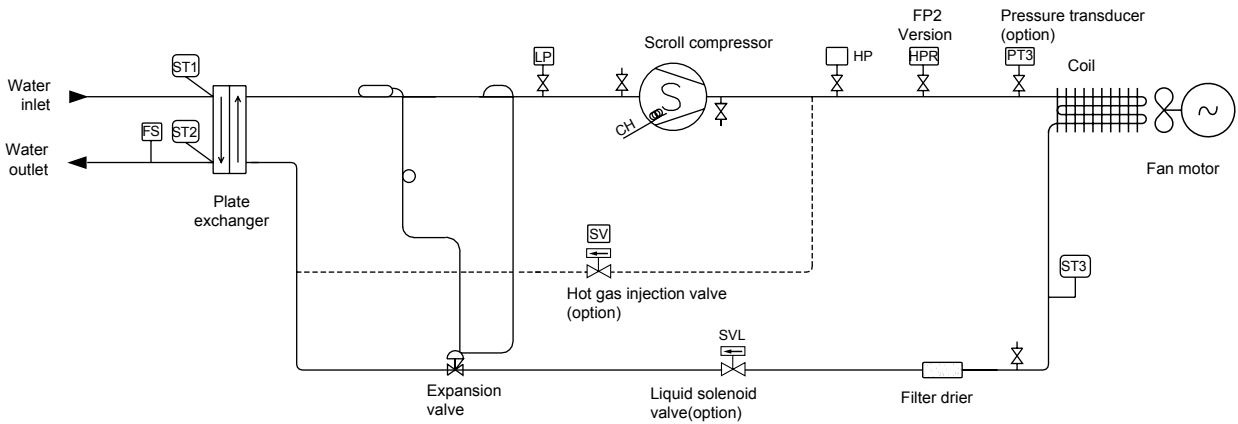 FP2
Version
Pressure transducer
(option)
Scroll compressor
LP
HP
HPR
PT3
Coil
ST1
Water
inlet
CH
FS
ST2
Water
outlet
Fan motor
Plate
exchanger
SV
ST3
Hot gas injection valve
(option)
SVL
Expansion
valve
Liquid solenoid
valve(option)
Filter drier
S